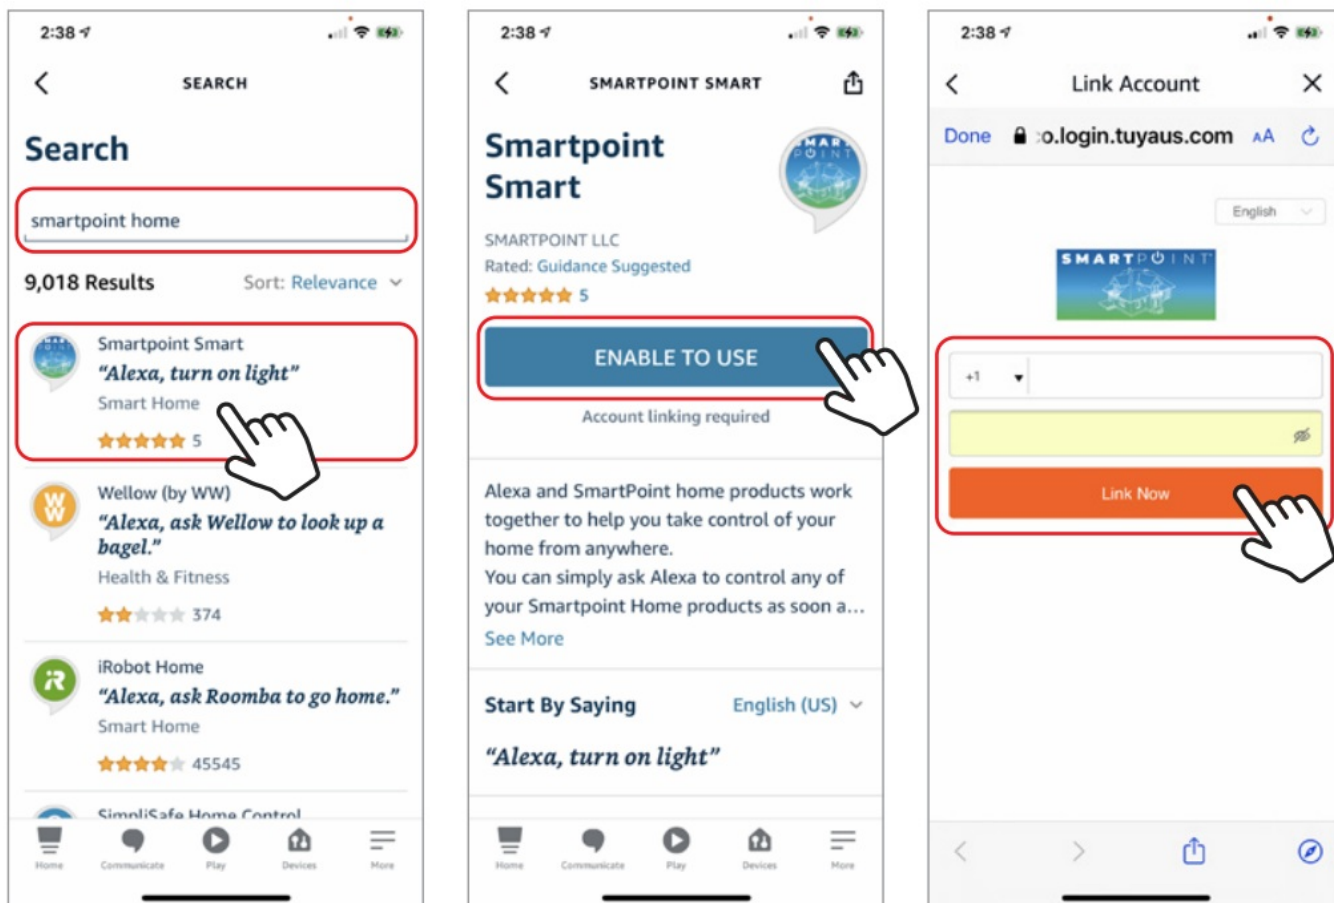 2:38
SEARCH
Search
smartpoint home
9,018 Results Sort: Relevance
Smartpoint Smart
“Alexa, turn on light”
Smart Home
5
W
W
Wellow (by WW)
“Alexa, ask Wellow to look up a
bagel.”
Health & Fitness
374
iR
iRobot Home
“Alexa, ask Roomba to go home.”
Smart Home
45545
SimpliSafe Home Control
Home Communicate Play Devices More
2:38
SMARTPOINT SMART
Smartpoint
Smart
SMART
POINT
SMARTPOINT LLC
Rated: Guidance Suggested
5
ENABLE TO USE
Account linking required
Alexa and SmartPoint home products work
together to help you take control of your
home from anywhere.
You can simply ask Alexa to control any of
your Smartpoint Home products as soon a...
See More
Start By Saying English (US)
“Alexa, turn on light”
Home Communicate Play Devices More
2:38
Link Account
Done :o.login.tuyaus.com AA
English
SMARTPOINT
+1
Link Now